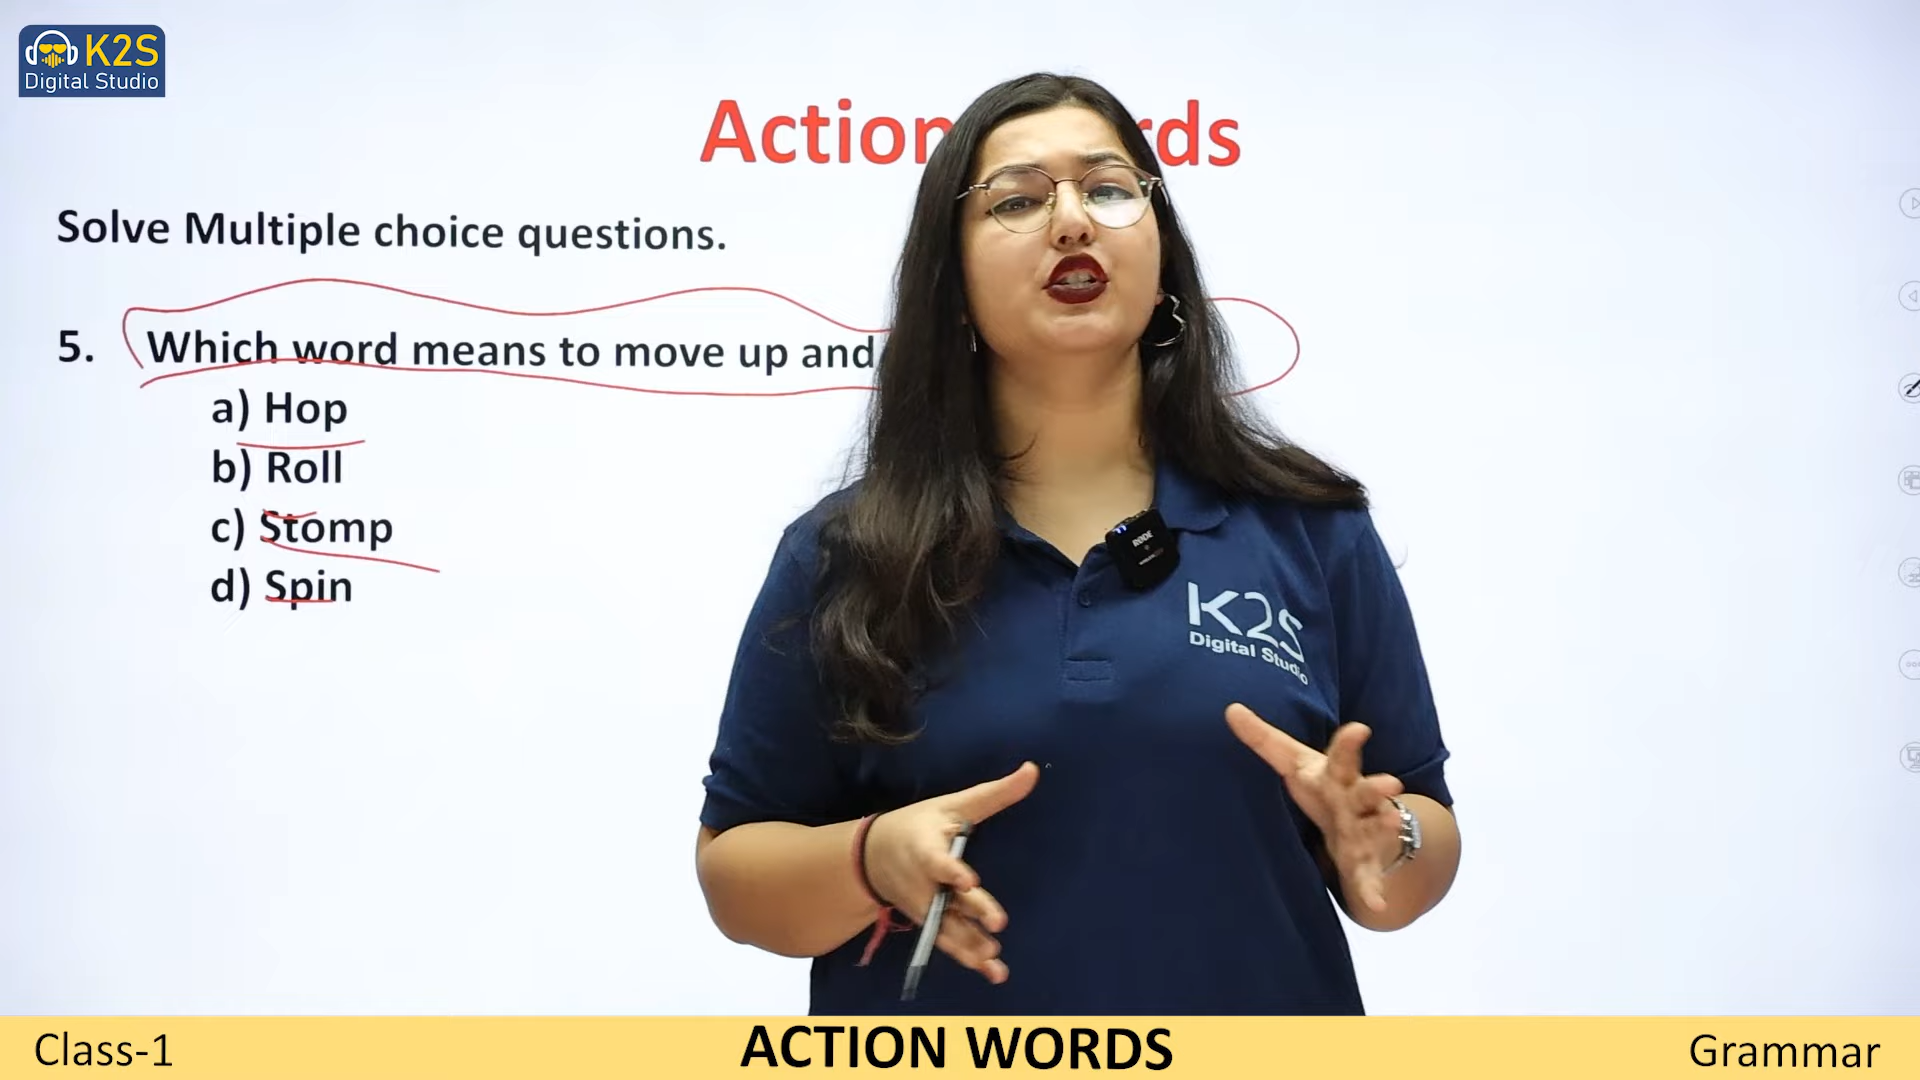 K2S
Digital Studio
Action rds
Solve Multiple choice questions.
5. Which word means to move up and
a) Hop
b) Roll
c) Stomp
d) Spin
RODE
K2S
Digital Studio
Class-1
ACTION WORDS
Grammar